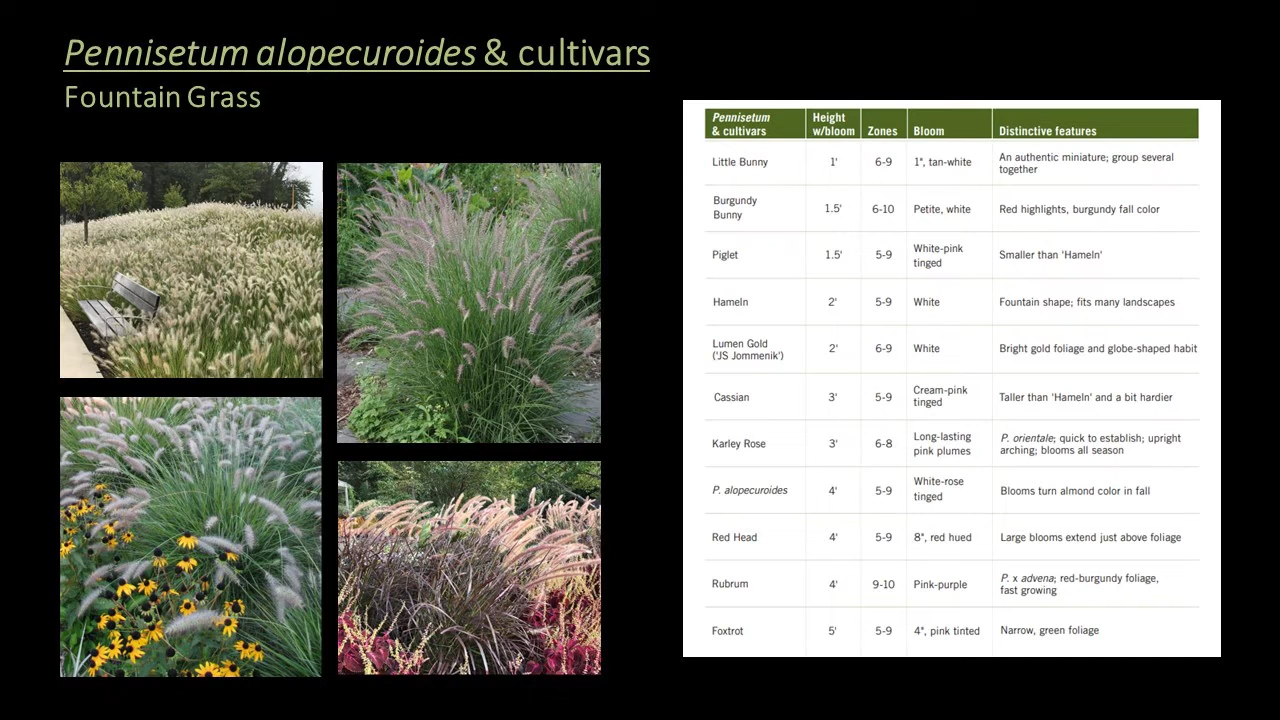 Pennisetum alopecuroides & cultivars
Fountain Grass
Pennisetum & cultivars | Height w/bloom | Zones | Bloom | Distinctive features
Little Bunny | 1' | 6-9 | 1", tan-white | An authentic miniature; group several together
Burgundy Bunny | 1.5' | 6-10 | Petite, white | Red highlights, burgundy fall color
Piglet | 1.5' | 5-9 | White-pink tinged | Smaller than 'Hameln'
Hameln | 2' | 5-9 | White | Fountain shape; fits many landscapes
Lumen Gold ('JS Jommenik') | 2' | 6-9 | White | Bright gold foliage and globe-shaped habit
Cassian | 3' | 5-9 | Cream-pink tinged | Taller than 'Hameln' and a bit hardier
Karley Rose | 3' | 6-8 | Long-lasting pink plumes | P. orientale; quick to establish; upright arching; blooms all season
P. alopecuroides | 4' | 5-9 | White-rose tinged | Blooms turn almond color in fall
Red Head | 4' | 5-9 | 8", red hued | Large blooms extend just above foliage
Rubrum | 4' | 9-10 | Pink-purple | P. x advena; red-burgundy foliage, fast growing
Foxtrot | 5' | 5-9 | 4", pink tinted | Narrow, green foliage